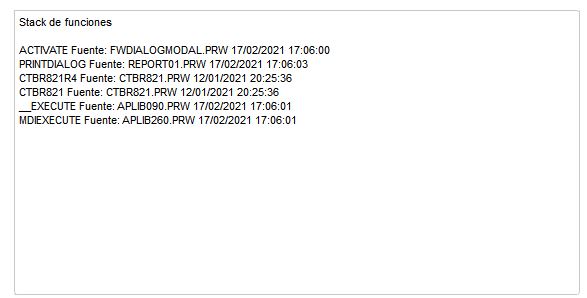 Stack de funciones
ACTIVATE Fuente: FWDIALOGMODAL.PRW 17/02/2021 17:06:00
PRINTDIALOG Fuente: REPORT01.PRW 17/02/2021 17:06:03
CTBR821R4 Fuente: CTBR821.PRW 12/01/2021 20:25:36
CTBR821 Fuente: CTBR821.PRW 12/01/2021 20:25:36
__EXECUTE Fuente: APLIB090.PRW 17/02/2021 17:06:01
MDIEXECUTE Fuente: APLIB260.PRW 17/02/2021 17:06:01